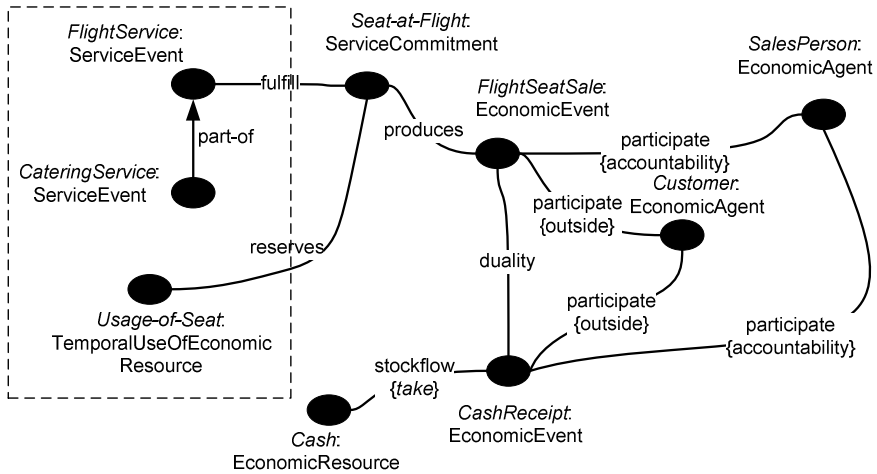 FlightService:
ServiceEvent
Seat-at-Flight:
ServiceCommitment
SalesPerson:
EconomicAgent
fulfill
FlightSeatSale:
EconomicEvent
produces
part-of
participate
{accountability}
CateringService:
ServiceEvent
Customer:
EconomicAgent
participate
{outside}
reserves
duality
Usage-of-Seat:
TemporalUseOfEconomic
Resource
participate
{outside}
participate
{accountability}
stockflow
{take}
CashReceipt:
EconomicEvent
Cash:
EconomicResource